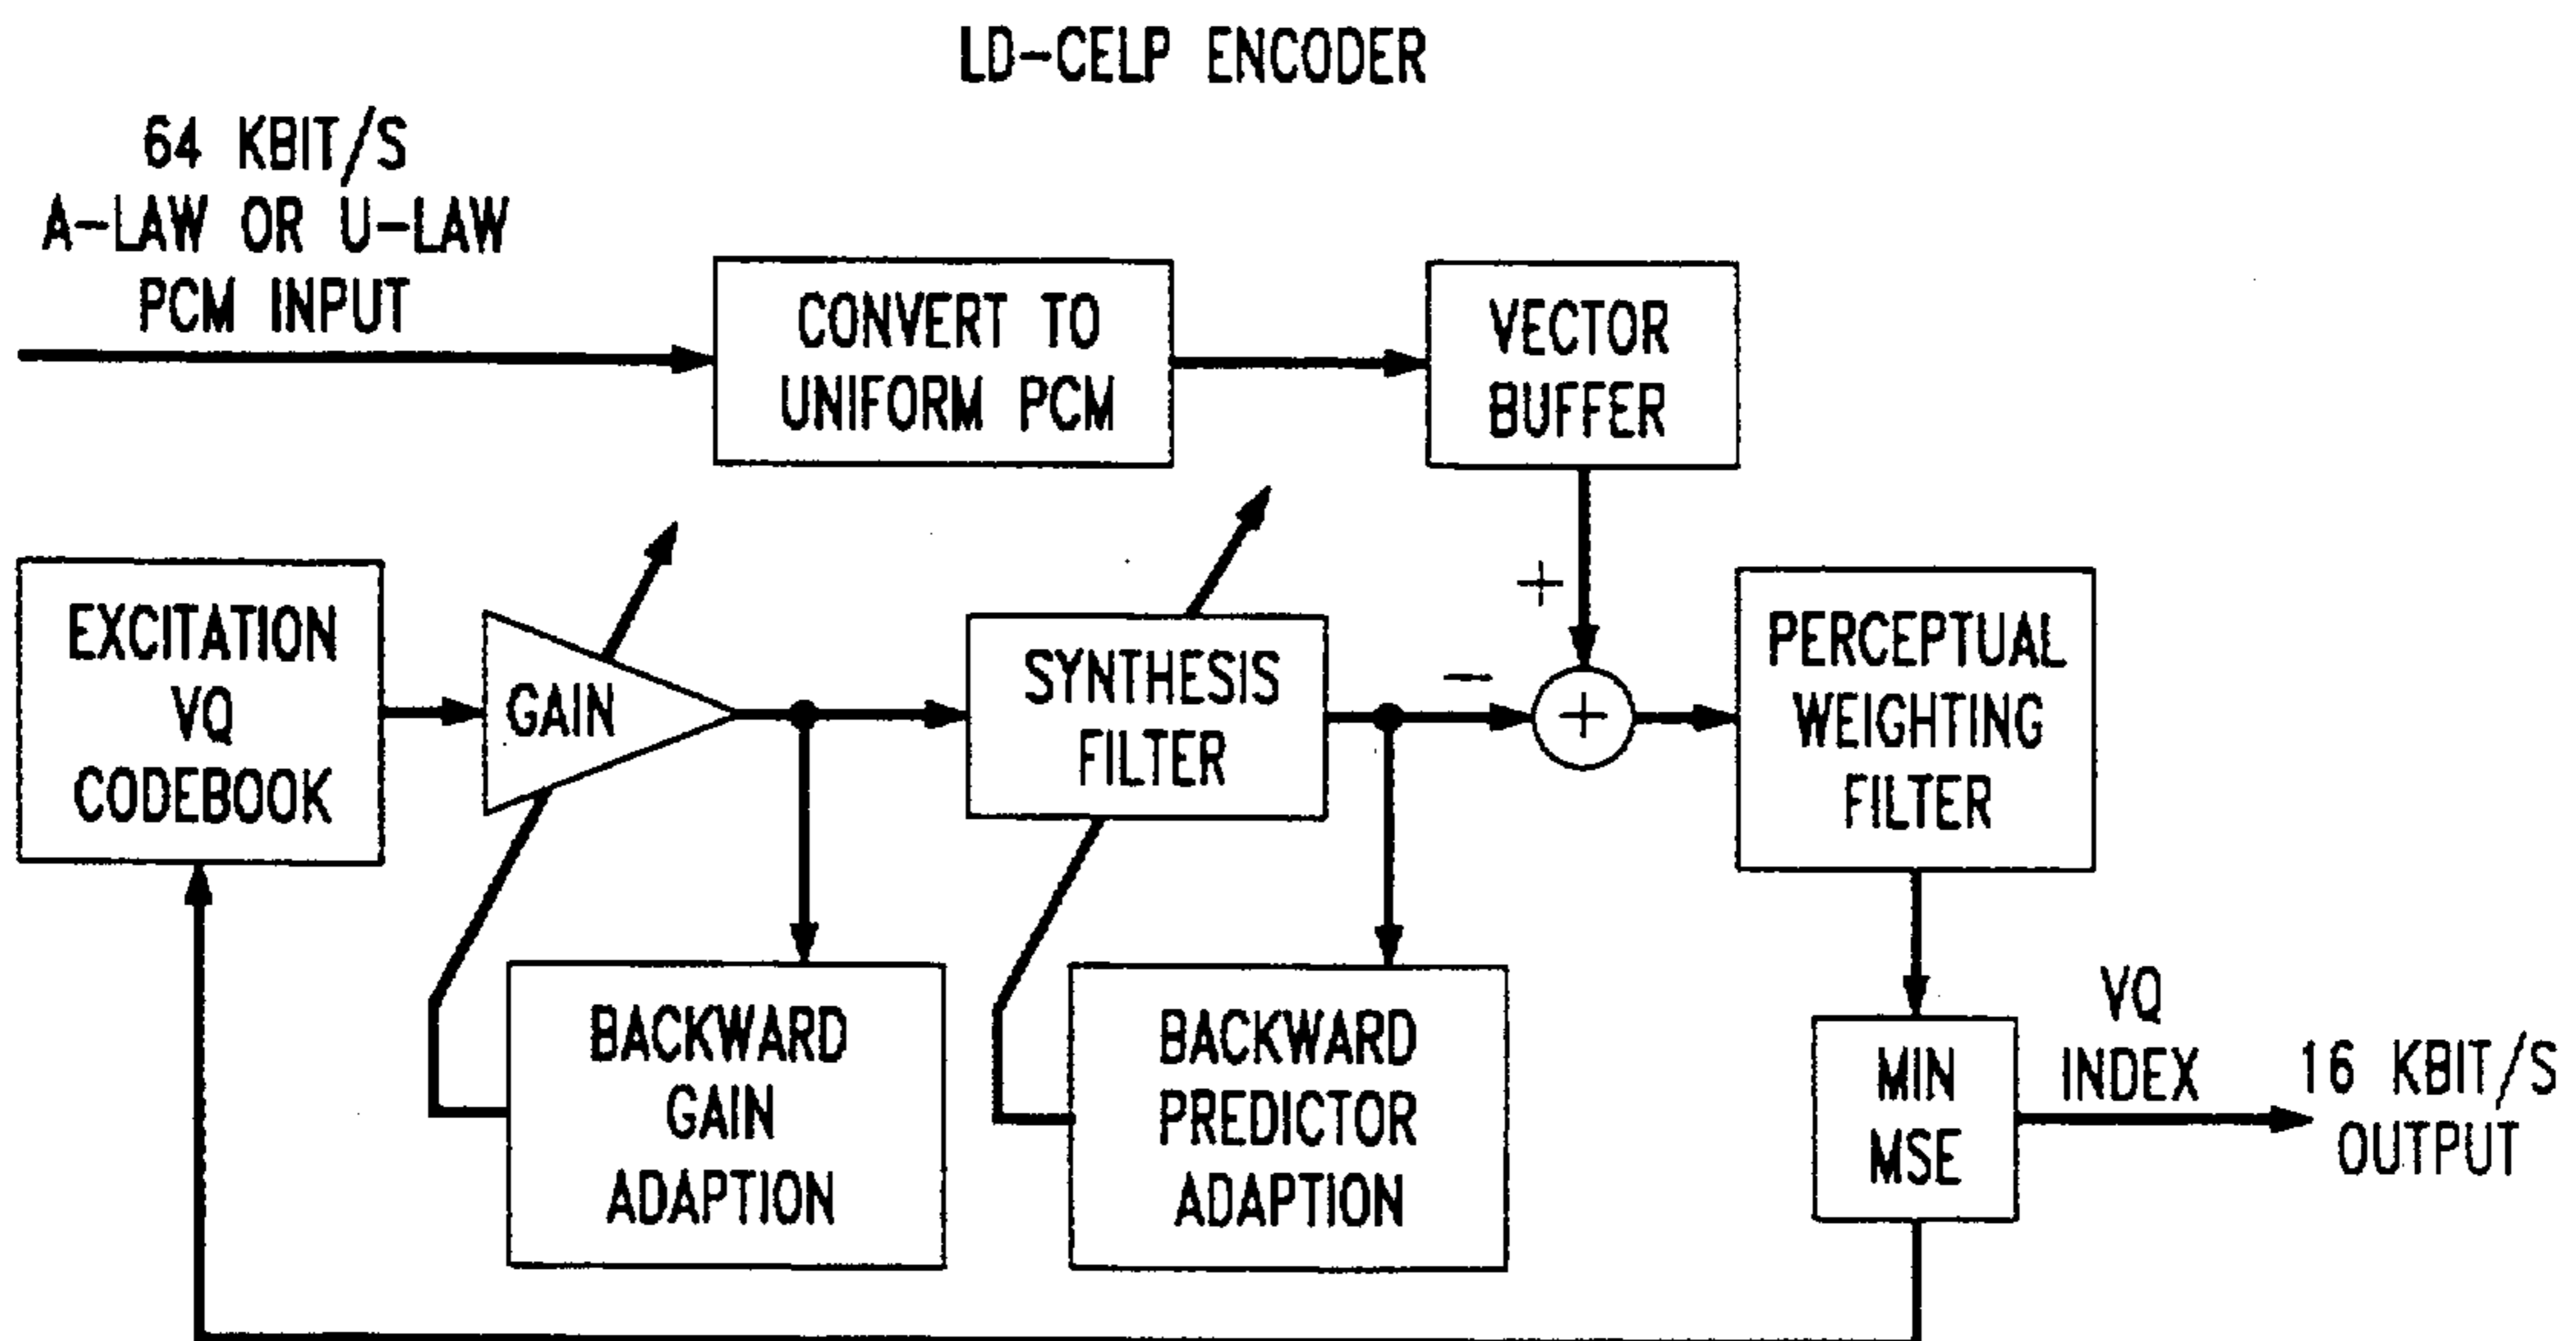 LD-CELP ENCODER
64 KBIT/S
A-LAW OR U-LAW
PCM INPUT
CONVERT TO
UNIFORM PCM
VECTOR
BUFFER
+
EXCITATION
VQ
CODEBOOK
GAIN
SYNTHESIS
FILTER
−
+
PERCEPTUAL
WEIGHTING
FILTER
BACKWARD
GAIN
ADAPTION
BACKWARD
PREDICTOR
ADAPTION
MIN
MSE
VQ
INDEX
16 KBIT/S
OUTPUT